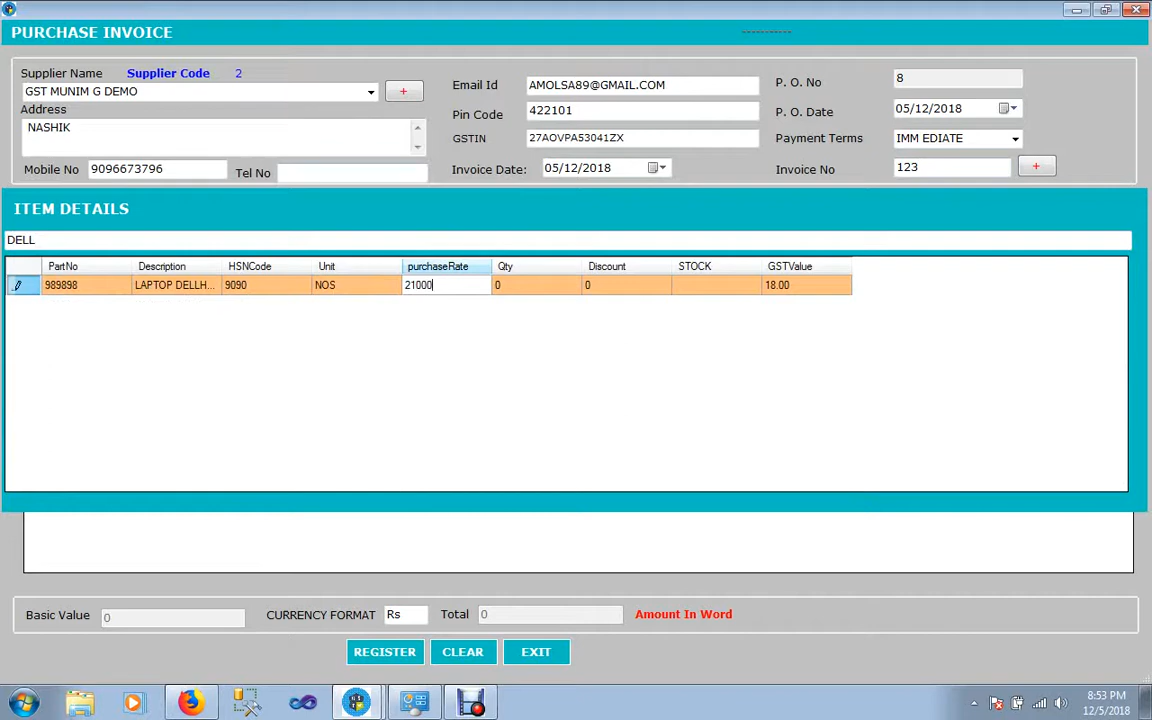 PURCHASE INVOICE
Supplier Name Supplier Code 2
GST MUNIM G DEMO
Address
NASHIK
Mobile No 9096673796 Tel No
Email Id AMOLSA89@GMAIL.COM
Pin Code 422101
GSTIN 27AOVPA53041ZX
Invoice Date: 05/12/2018
P. O. No 8
P. O. Date 05/12/2018
Payment Terms IMM EDIATE
Invoice No 123
ITEM DETAILS
DELL
PartNo Description HSNCode Unit purchaseRate Qty Discount STOCK GSTValue
989898 LAPTOP DELLH... 9090 NOS 21000 0 0 18.00
Basic Value 0 CURRENCY FORMAT Rs Total 0 Amount In Word
REGISTER CLEAR EXIT
8:53 PM
12/5/2018